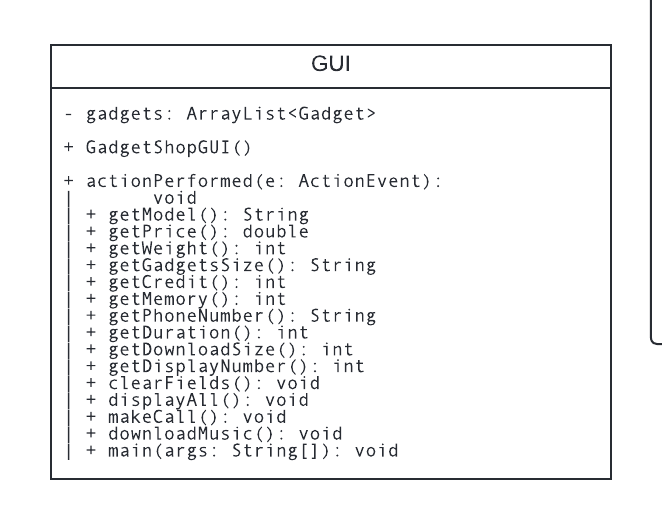 GUI
- gadgets: ArrayList<Gadget>
+ GadgetShopGUI()
+ actionPerformed(e: ActionEvent):
| void
| + getModel(): String
| + getPrice(): double
| + getWeight(): int
| + getGadgetsSize(): String
| + getCredit(): int
| + getMemory(): int
| + getPhoneNumber(): String
| + getDuration(): int
| + getDownloadSize(): int
| + getDisplayNumber(): int
| + clearFields(): void
| + displayAll(): void
| + makeCall(): void
| + downloadMusic(): void
| + main(args: String[]): void